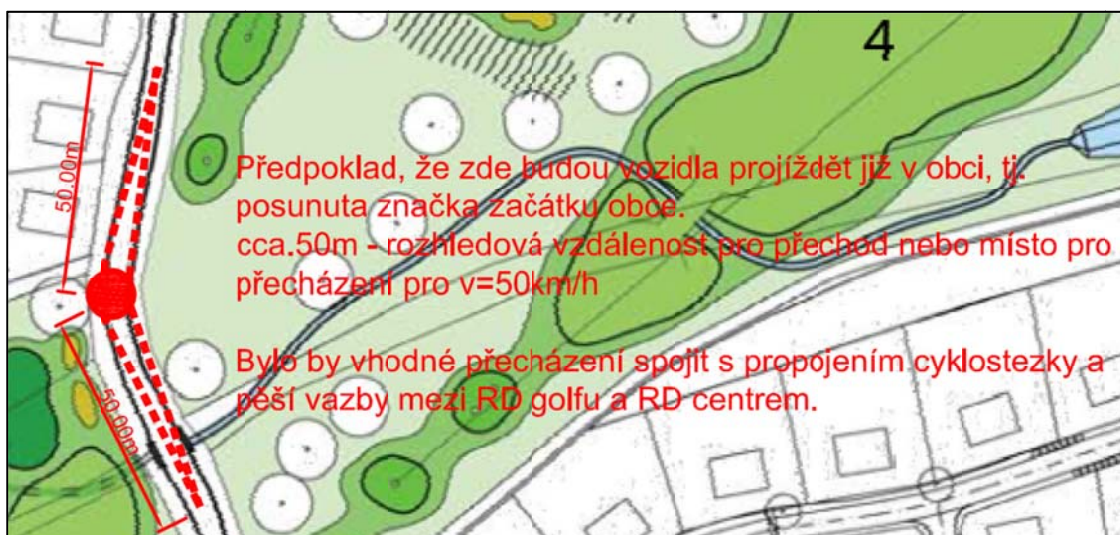 4
50.00m
Předpoklad, že zde budou vozidla projíždět již v obci, tj.
posunuta značka začátku obce.
cca.50m - rozhledová vzdálenost pro přechod nebo místo pro
přecházení pro v=50km/h
Bylo by vhodné přecházení spojit s propojením cyklostezky a
pěší vazby mezi RD golfu a RD centrem.
50.00m